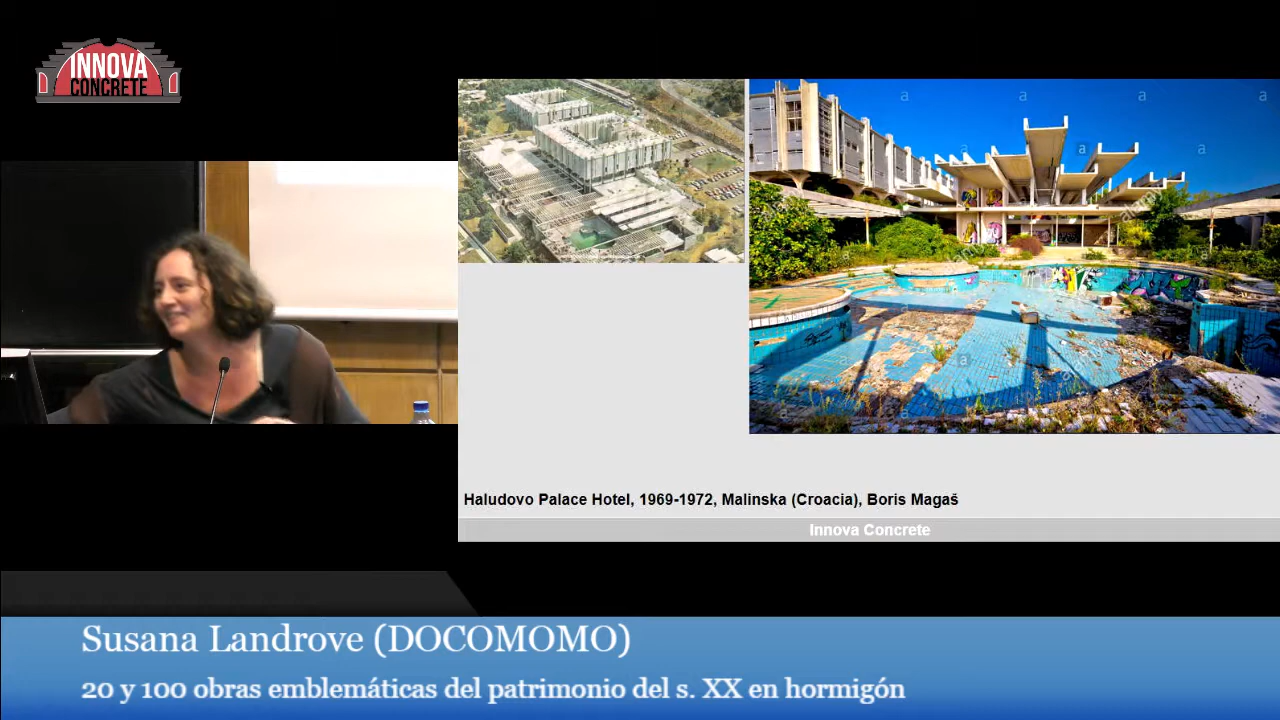 INNOVA
CONCRETE
Haludovo Palace Hotel, 1969-1972, Malinska (Croacia), Boris Magaš
Innova Concrete
Susana Landrove (DOCOMOMO)
20 y 100 obras emblemáticas del patrimonio del s. XX en hormigón